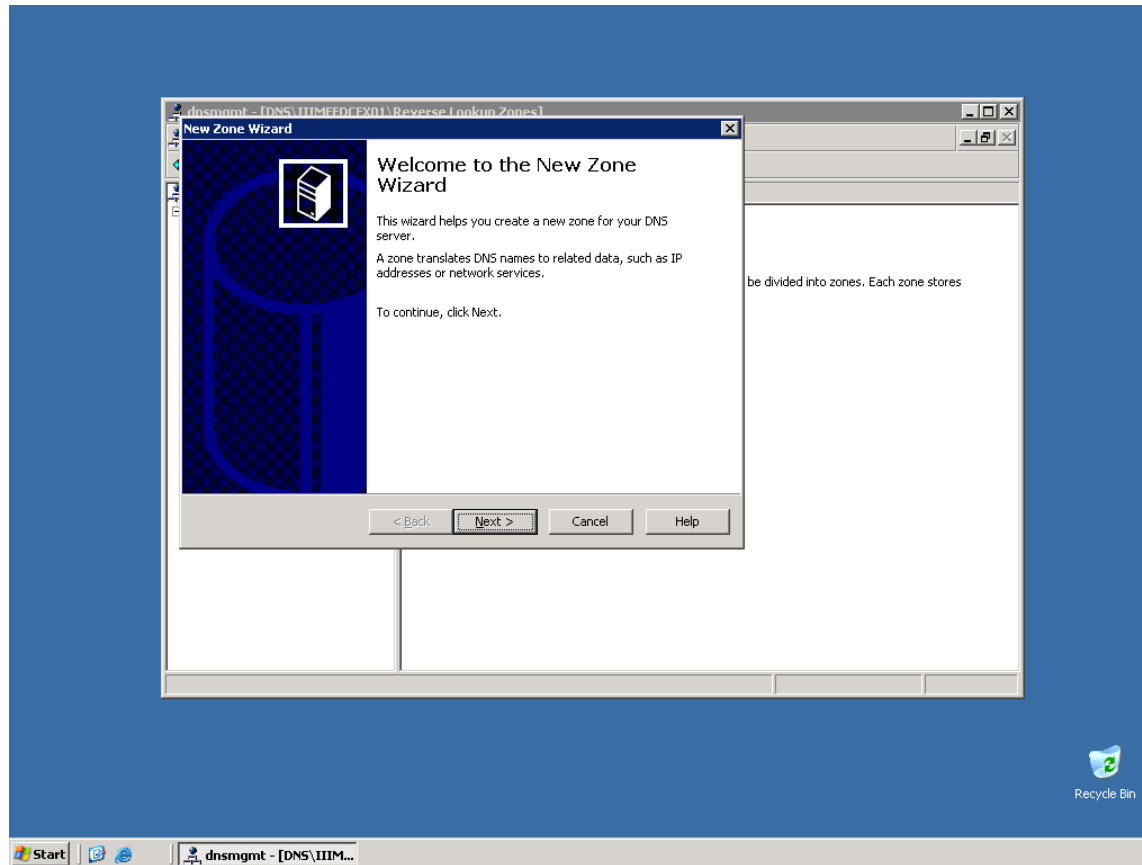 dnsmgmt - [DNS\IIIMEEDCEX01\Reverse Lookup Zones]
New Zone Wizard
Welcome to the New Zone
Wizard
This wizard helps you create a new zone for your DNS
server.
A zone translates DNS names to related data, such as IP
addresses or network services.
be divided into zones. Each zone stores
To continue, click Next.
< Back Next > Cancel Help
Recycle Bin
Start dnsmgmt - [DNS\IIIM...